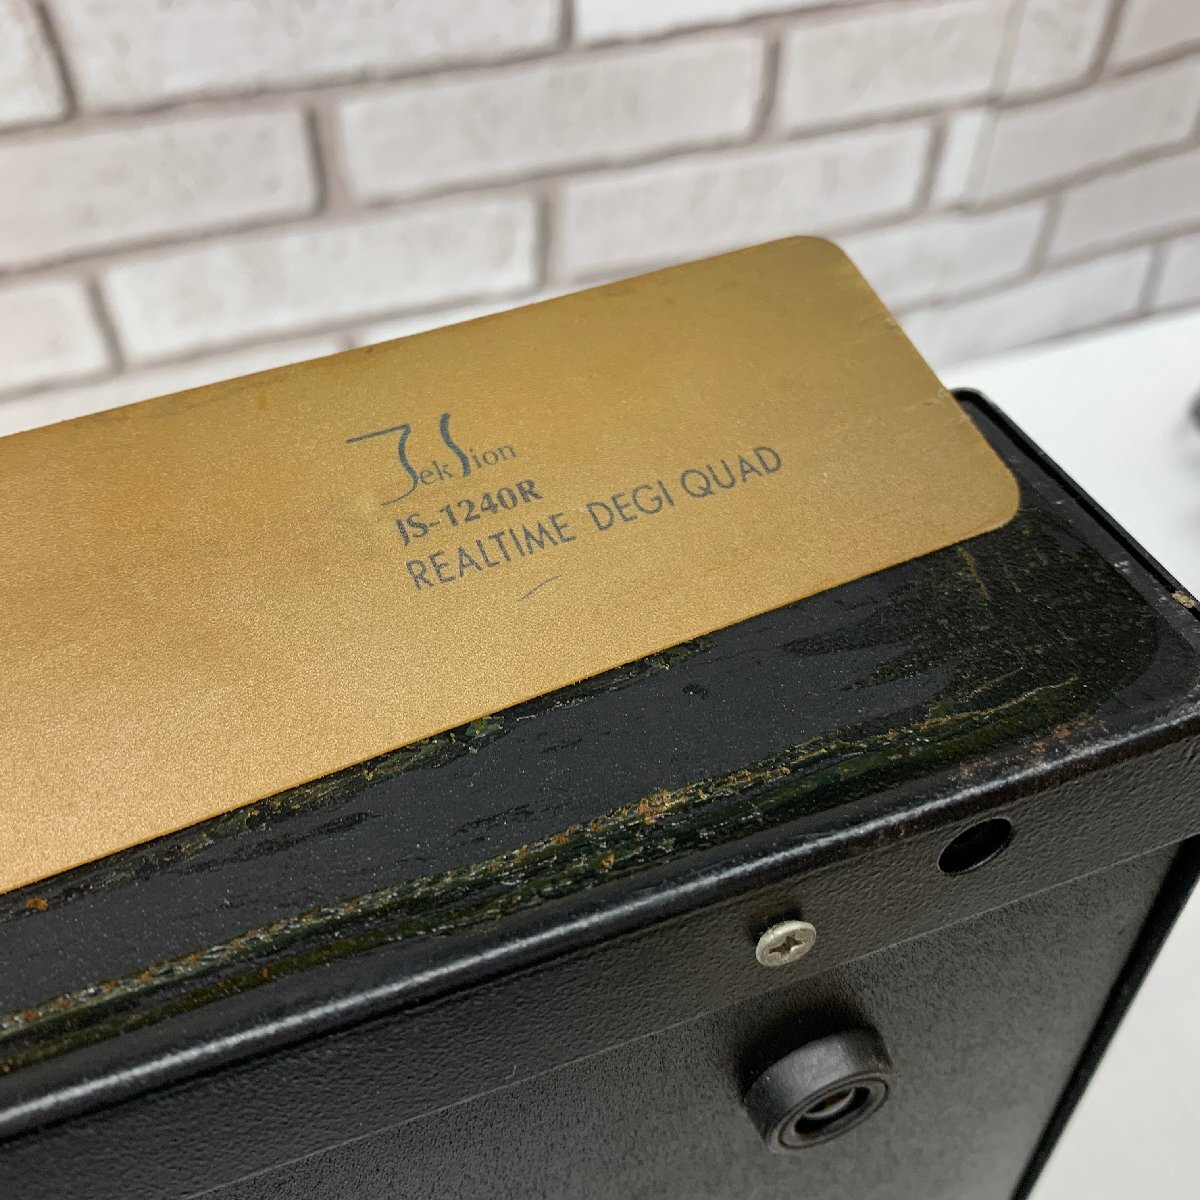 JekSion
JS-1240R
REALTIME DEGI QUAD